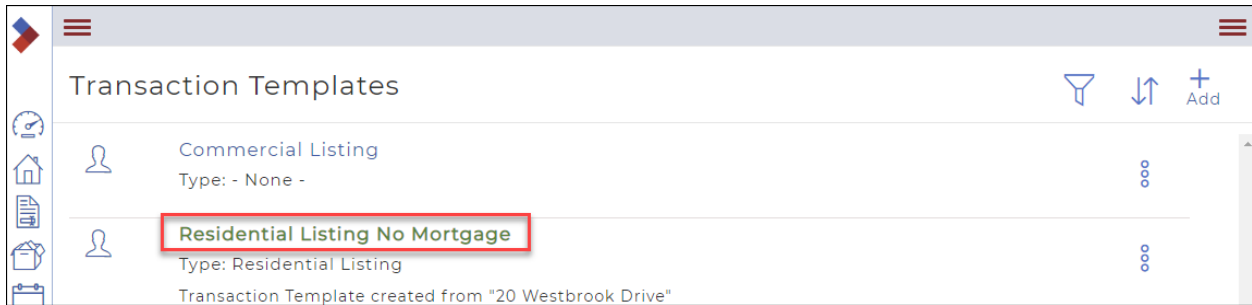 Transaction Templates
Add
Commercial Listing
Type: - None -
Residential Listing No Mortgage
Type: Residential Listing
Transaction Template created from "20 Westbrook Drive"